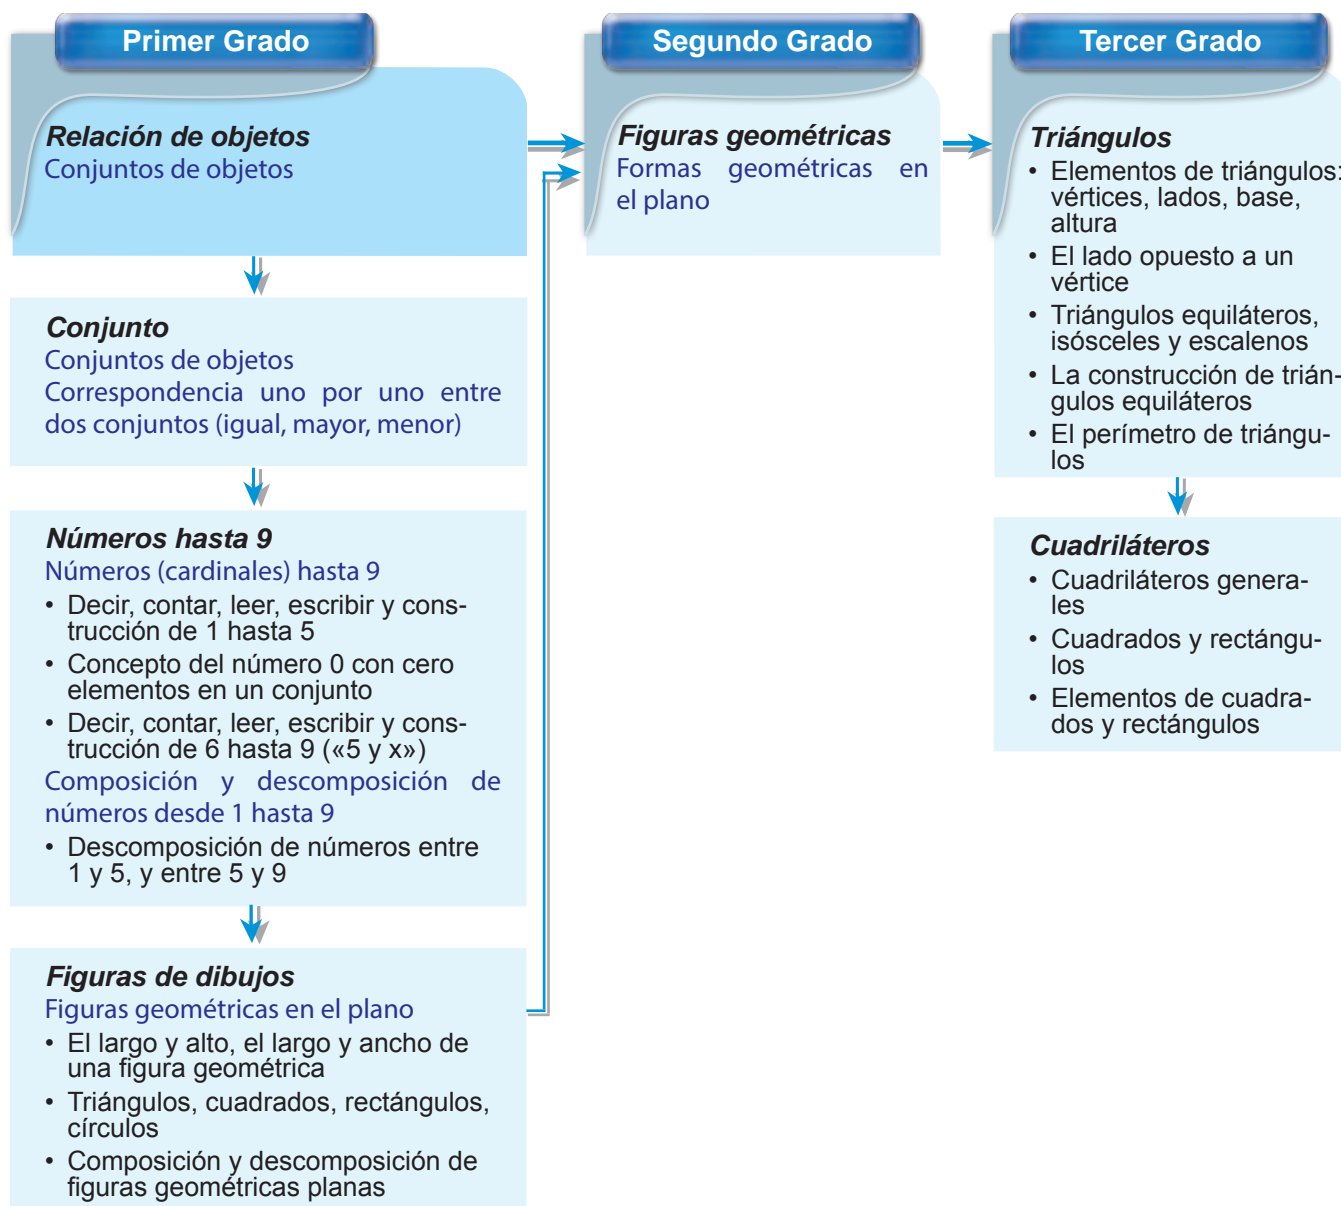 Primer Grado
Relación de objetos
Conjuntos de objetos
Conjunto
Conjuntos de objetos
Correspondencia uno por uno entre
dos conjuntos (igual, mayor, menor)
Números hasta 9
Números (cardinales) hasta 9
• Decir, contar, leer, escribir y cons-
trucción de 1 hasta 5
• Concepto del número 0 con cero
elementos en un conjunto
• Decir, contar, leer, escribir y cons-
trucción de 6 hasta 9 («5 y x»)
Composición y descomposición de
números desde 1 hasta 9
• Descomposición de números entre
1 y 5, y entre 5 y 9
Figuras de dibujos
Figuras geométricas en el plano
• El largo y alto, el largo y ancho de
una figura geométrica
• Triángulos, cuadrados, rectángulos,
círculos
• Composición y descomposición de
figuras geométricas planas
Segundo Grado
Figuras geométricas
Formas geométricas en
el plano
Tercer Grado
Triángulos
• Elementos de triángulos:
vértices, lados, base,
altura
• El lado opuesto a un
vértice
• Triángulos equiláteros,
isósceles y escalenos
• La construcción de trián-
gulos equiláteros
• El perímetro de triángu-
los
Cuadriláteros
• Cuadriláteros genera-
les
• Cuadrados y rectángu-
los
• Elementos de cuadra-
dos y rectángulos